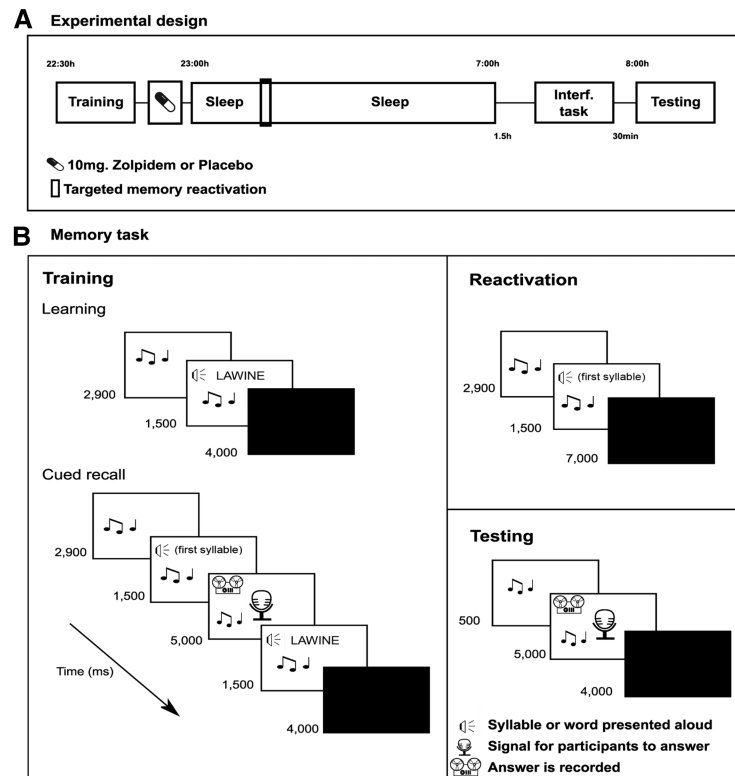 A Experimental design
22:30h 23:00h 7:00h 8:00h
Training Sleep Sleep Interf. task Testing
1.5h 30min
10mg. Zolpidem or Placebo
Targeted memory reactivation
B Memory task
Training
Learning
2,900
LAWINE
1,500
4,000
Cued recall
2,900
(first syllable)
1,500
5,000
LAWINE
1,500
4,000
Time (ms)
Reactivation
2,900
(first syllable)
1,500
7,000
Testing
500
5,000
4,000
Syllable or word presented aloud
Signal for participants to answer
Answer is recorded